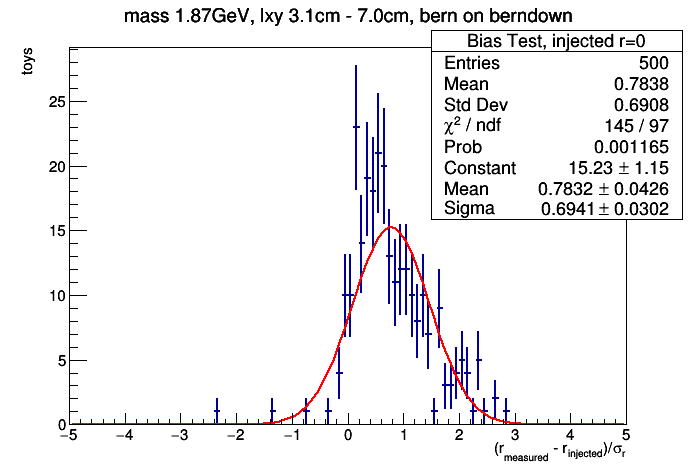 mass 1.87GeV, lxy 3.1cm - 7.0cm, bern on berndown
toys
Bias Test, injected r=0
Entries 500
Mean 0.7838
Std Dev 0.6908
χ² / ndf 145 / 97
Prob 0.001165
Constant 15.23 ± 1.15
Mean 0.7832 ± 0.0426
Sigma 0.6941 ± 0.0302
25
20
15
10
5
0
−5 −4 −3 −2 −1 0 1 2 3 4 5
(r_measured - r_injected)/σ_r